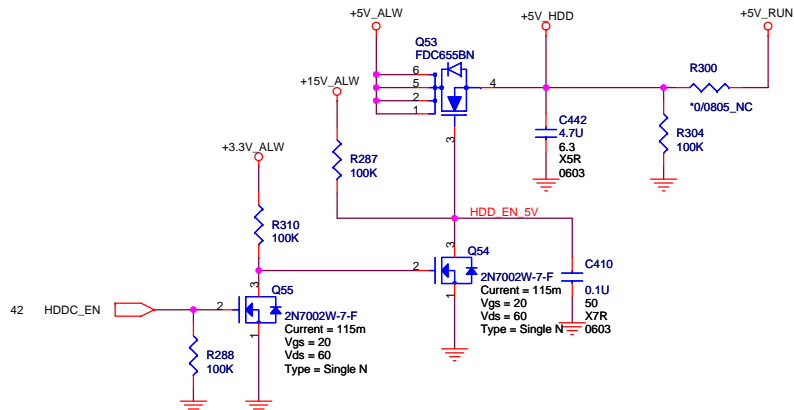 +5V_ALW
+5V_HDD
+5V_RUN
Q53
FDC655BN
6
5
2
1
4
3
R300
*0/0805_NC
+15V_ALW
C442
4.7U
6.3
X5R
0603
R304
100K
+3.3V_ALW
R287
100K
HDD_EN_5V
R310
100K
3
Q54
2
1
2N7002W-7-F
Current = 115m
Vgs = 20
Vds = 60
Type = Single N
C410
0.1U
50
X7R
0603
42
HDDC_EN
3
Q55
2
1
2N7002W-7-F
Current = 115m
Vgs = 20
Vds = 60
Type = Single N
R288
100K